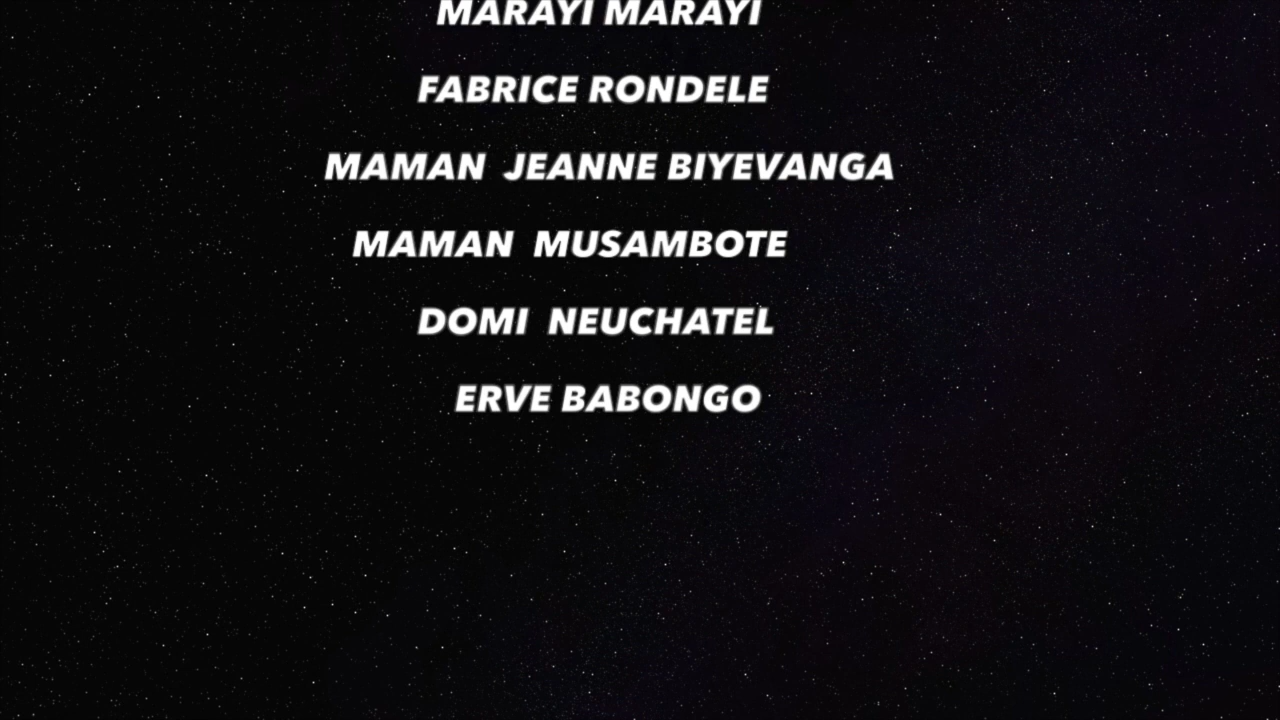 MARAYI MARAYI
FABRICE RONDELE
MAMAN JEANNE BIYEVANGA
MAMAN MUSAMBOTE
DOMI NEUCHATEL
ERVE BABONGO